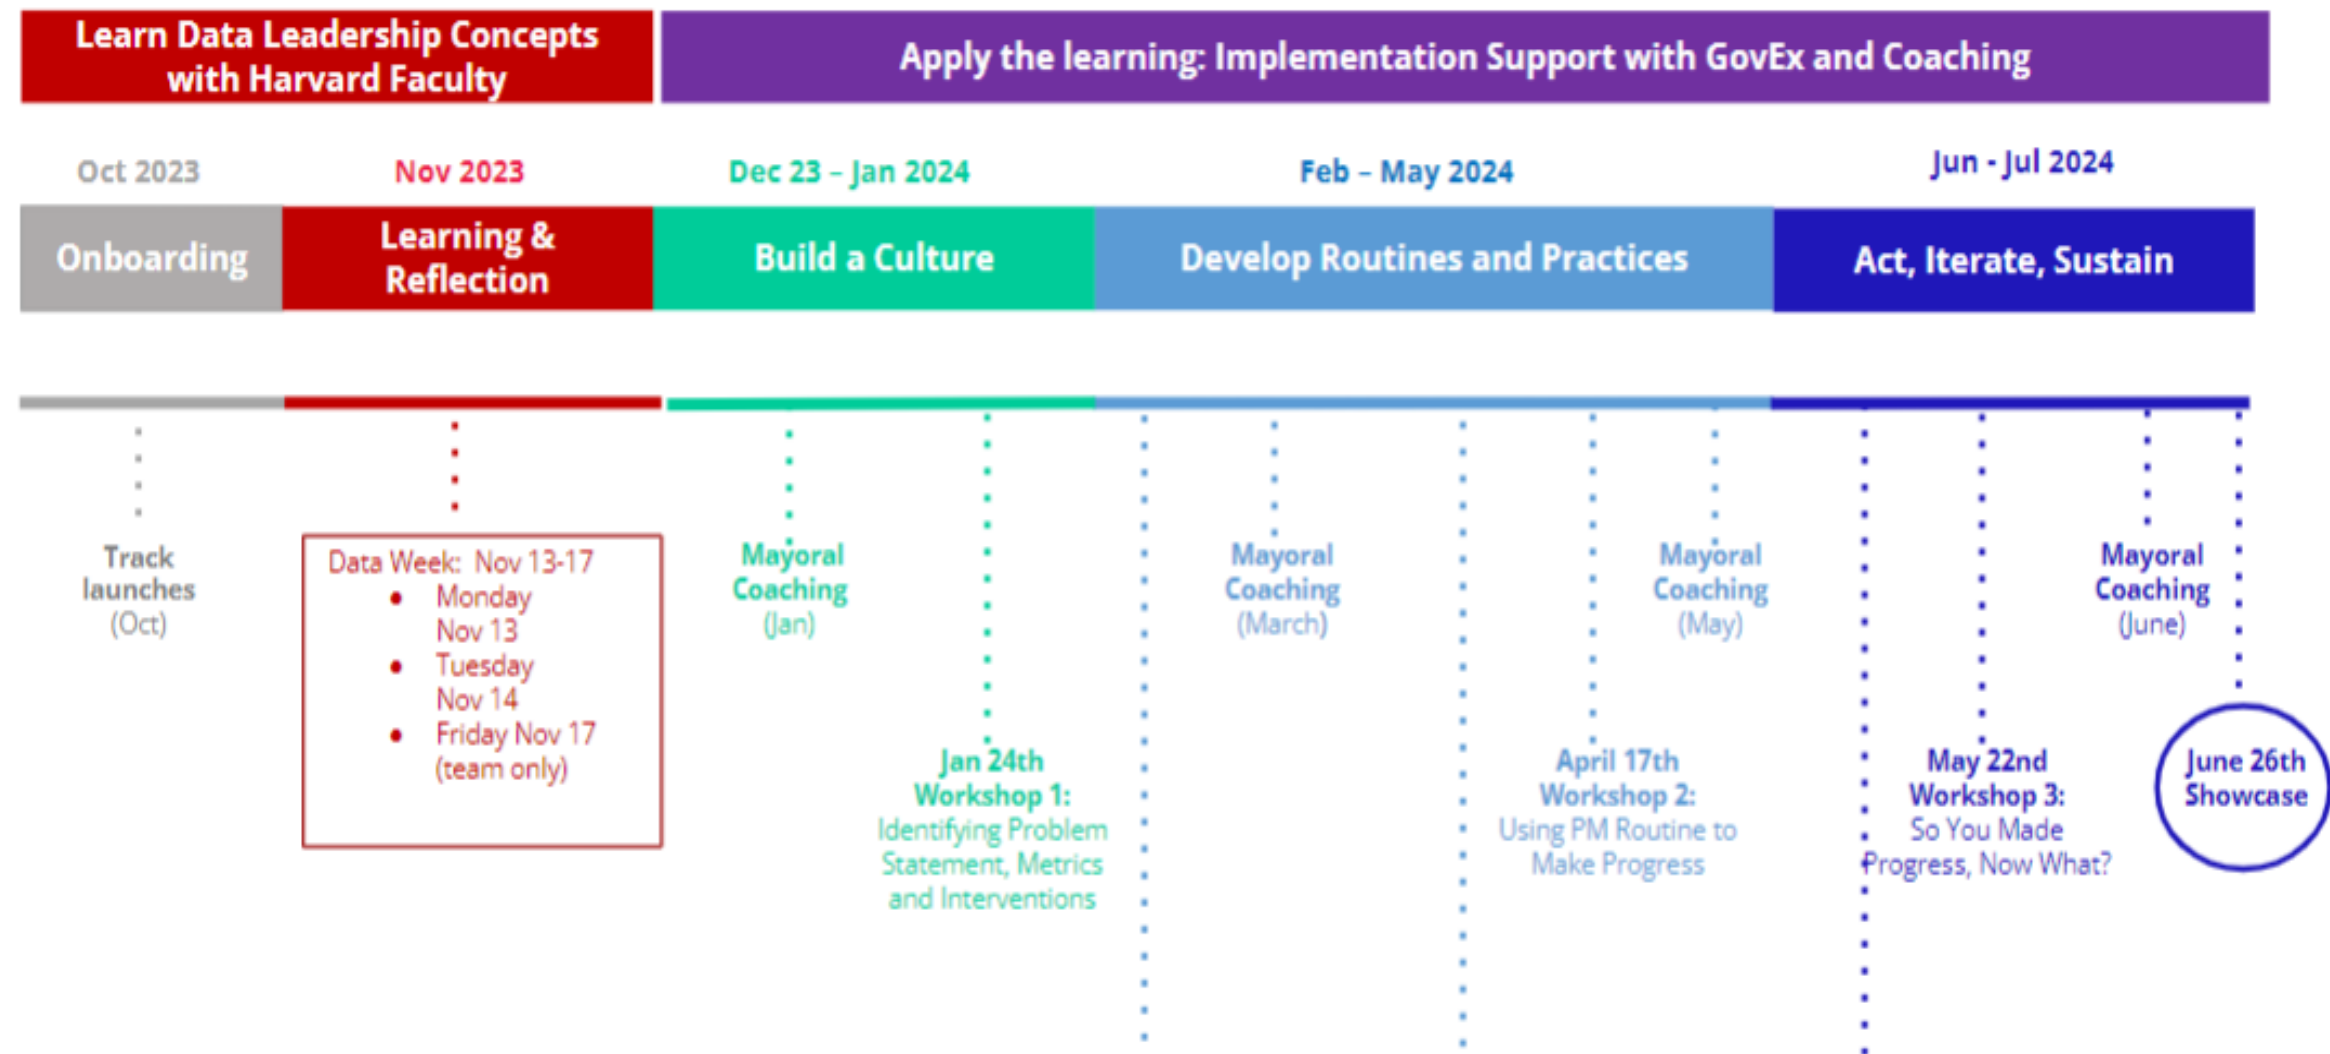 Learn Data Leadership Concepts
with Harvard Faculty
Apply the learning: Implementation Support with GovEx and Coaching
Oct 2023
Nov 2023
Dec 23 – Jan 2024
Feb – May 2024
Jun - Jul 2024
Onboarding
Learning &
Reflection
Build a Culture
Develop Routines and Practices
Act, Iterate, Sustain
Track
launches
(Oct)
Data Week: Nov 13-17
• Monday
Nov 13
• Tuesday
Nov 14
• Friday Nov 17
(team only)
Mayoral
Coaching
(Jan)
Jan 24th
Workshop 1:
Identifying Problem
Statement, Metrics
and Interventions
Mayoral
Coaching
(March)
April 17th
Workshop 2:
Using PM Routine to
Make Progress
Mayoral
Coaching
(May)
May 22nd
Workshop 3:
So You Made
Progress, Now What?
Mayoral
Coaching
(June)
June 26th
Showcase